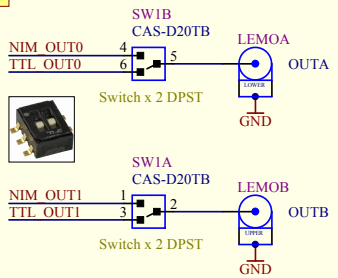 SW1B
CAS-D20TB
LEMOA
NIM_OUT0 4
5
TTL_OUT0 6
OUTA
LOWER
Switch x 2 DPST
GND
SW1A
CAS-D20TB
LEMOB
NIM_OUT1 1
2
TTL_OUT1 3
OUTB
UPPER
Switch x 2 DPST
GND